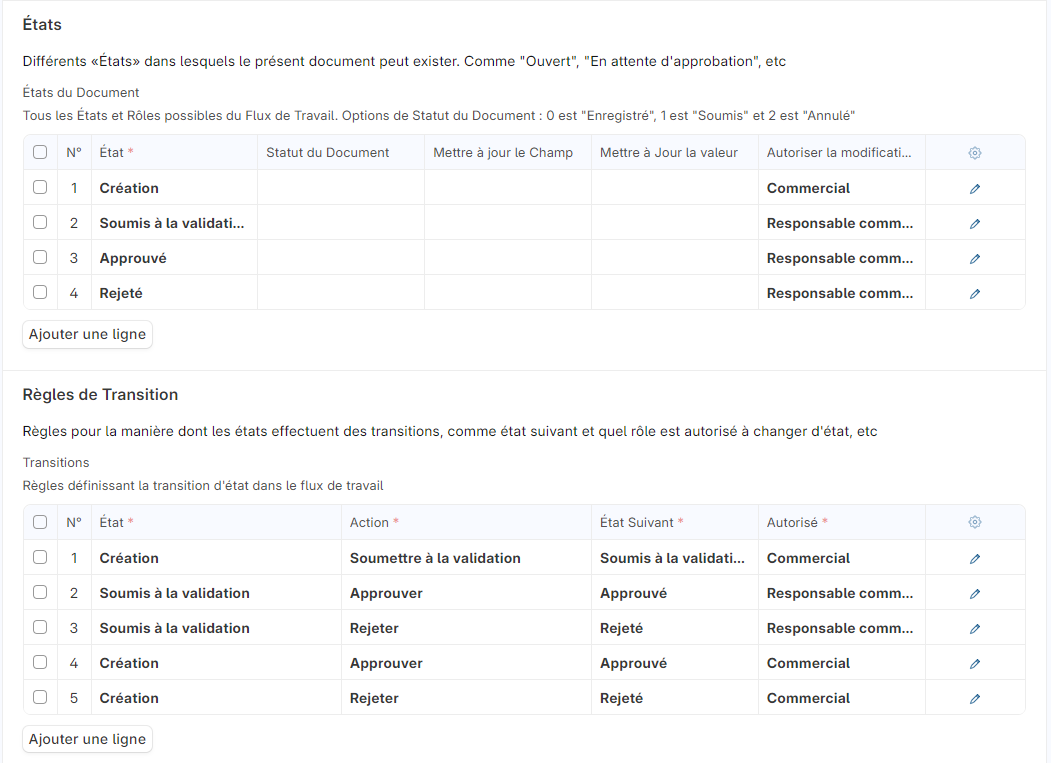 États
Différents «États» dans lesquels le présent document peut exister. Comme "Ouvert", "En attente d'approbation", etc
États du Document
Tous les États et Rôles possibles du Flux de Travail. Options de Statut du Document : 0 est "Enregistré", 1 est "Soumis" et 2 est "Annulé"
N° État * Statut du Document Mettre à jour le Champ Mettre à Jour la valeur Autoriser la modificati...
1 Création Commercial
2 Soumis à la validati... Responsable comm...
3 Approuvé Responsable comm...
4 Rejeté Responsable comm...
Ajouter une ligne
Règles de Transition
Règles pour la manière dont les états effectuent des transitions, comme état suivant et quel rôle est autorisé à changer d'état, etc
Transitions
Règles définissant la transition d'état dans le flux de travail
N° État * Action * État Suivant * Autorisé *
1 Création Soumettre à la validation Soumis à la validati... Commercial
2 Soumis à la validation Approuver Approuvé Responsable comm...
3 Soumis à la validation Rejeter Rejeté Responsable comm...
4 Création Approuver Approuvé Commercial
5 Création Rejeter Rejeté Commercial
Ajouter une ligne